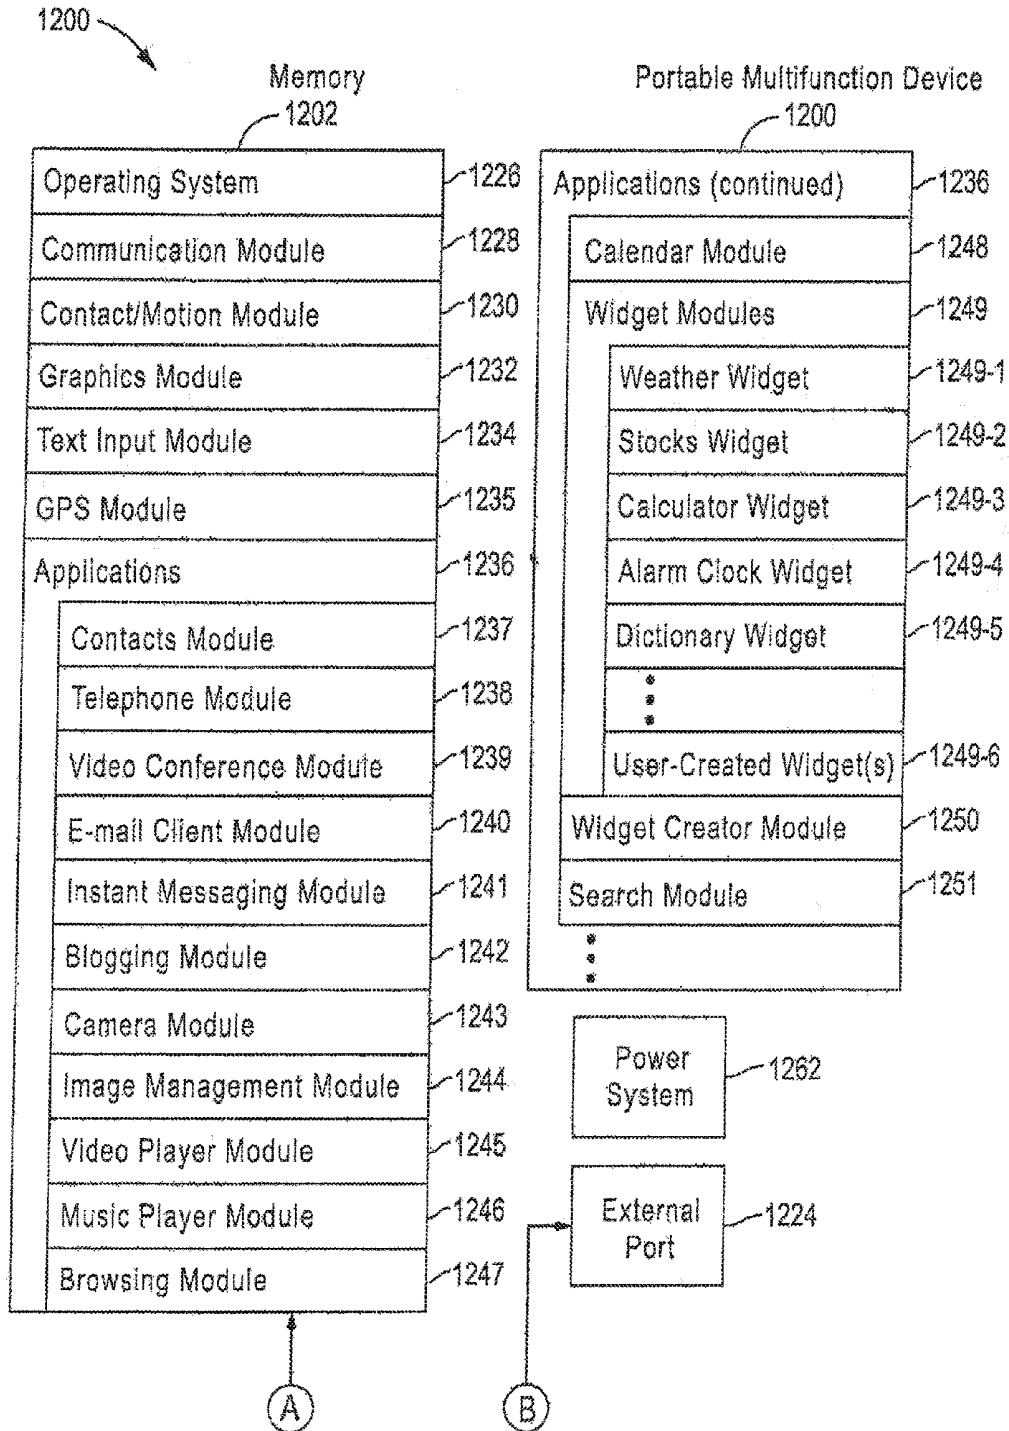 1200
Memory
1202
Operating System
1226
Communication Module
1228
Contact/Motion Module
1230
Graphics Module
1232
Text Input Module
1234
GPS Module
1235
Applications
1236
Contacts Module
1237
Telephone Module
1238
Video Conference Module
1239
E-mail Client Module
1240
Instant Messaging Module
1241
Blogging Module
1242
Camera Module
1243
Image Management Module
1244
Video Player Module
1245
Music Player Module
1246
Browsing Module
1247
A
Portable Multifunction Device
1200
Applications (continued)
1236
Calendar Module
1248
Widget Modules
1249
Weather Widget
1249-1
Stocks Widget
1249-2
Calculator Widget
1249-3
Alarm Clock Widget
1249-4
Dictionary Widget
1249-5
User-Created Widget(s)
1249-6
Widget Creator Module
1250
Search Module
1251
Power
System
1262
External
Port
1224
B